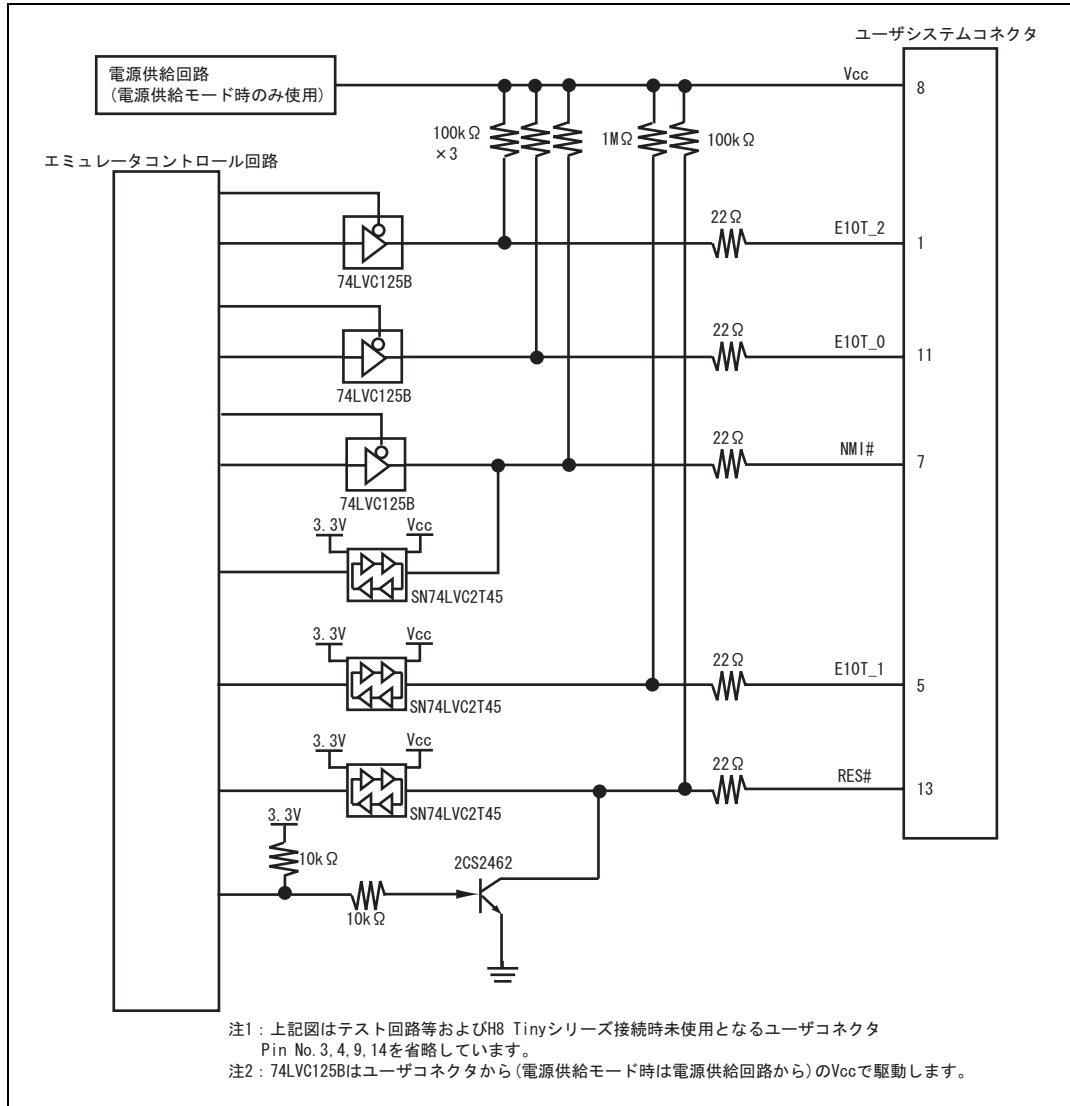 ユーザシステムコネクタ
電源供給回路
(電源供給モード時のみ使用)
Vcc
8
100kΩ
×3
1MΩ
100kΩ
エミュレータコントロール回路
22Ω
E10T_2
1
74LVC125B
22Ω
E10T_0
11
74LVC125B
22Ω
NMI#
7
74LVC125B
3.3V
Vcc
SN74LVC2T45
3.3V
Vcc
22Ω
E10T_1
5
SN74LVC2T45
3.3V
Vcc
22Ω
RES#
13
SN74LVC2T45
3.3V
10kΩ
2CS2462
10kΩ
注1：上記図はテスト回路等およびH8 Tinyシリーズ接続時未使用となるユーザコネクタ
Pin No.3,4,9,14を省略しています。
注2：74LVC125Bはユーザコネクタから(電源供給モード時は電源供給回路から)のVccで駆動します。